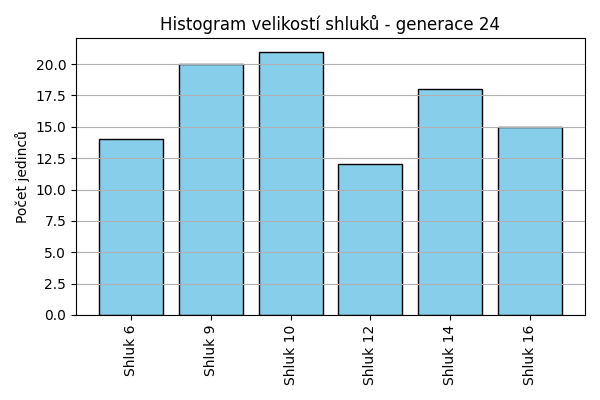 Histogram velikostí shluků - generace 24
Počet jedinců
20.0
17.5
15.0
12.5
10.0
7.5
5.0
2.5
0.0
Shluk 6
Shluk 9
Shluk 10
Shluk 12
Shluk 14
Shluk 16